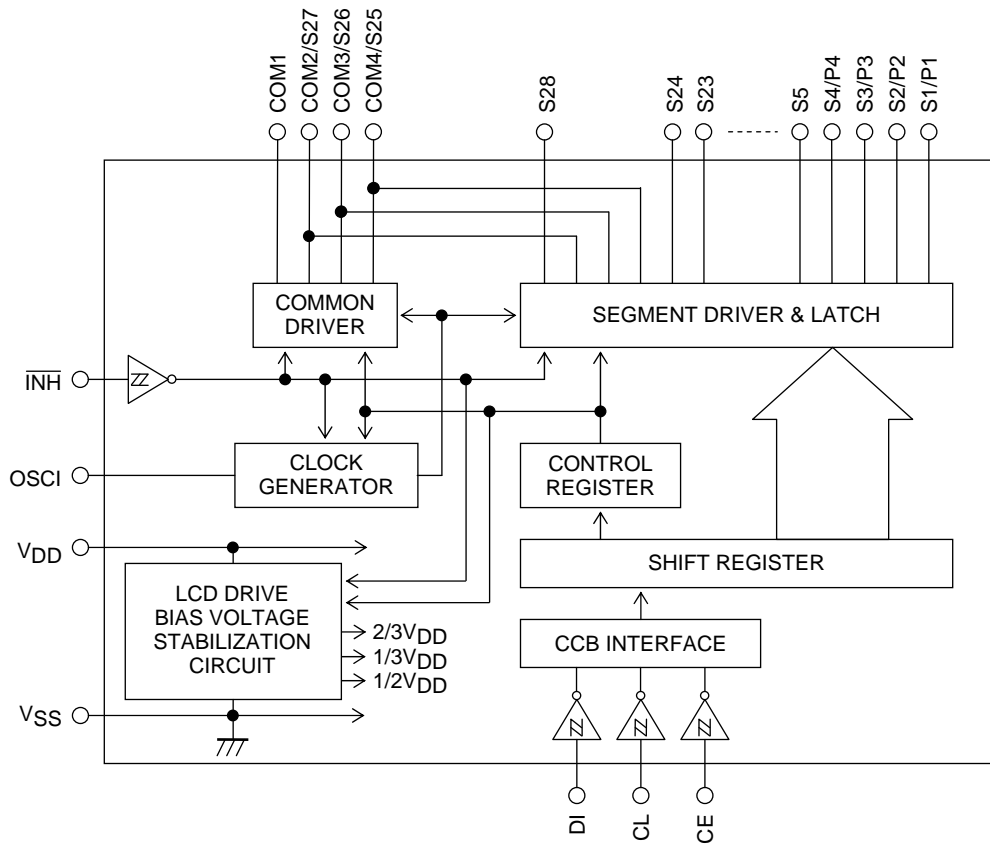 COM1
COM2/S27
COM3/S26
COM4/S25
S28
S24
S23
S5
S4/P4
S3/P3
S2/P2
S1/P1
COMMON
DRIVER
SEGMENT DRIVER & LATCH
INH
OSCI
CLOCK
GENERATOR
CONTROL
REGISTER
VDD
SHIFT REGISTER
LCD DRIVE
BIAS VOLTAGE
STABILIZATION
CIRCUIT
2/3VDD
1/3VDD
1/2VDD
CCB INTERFACE
VSS
DI
CL
CE